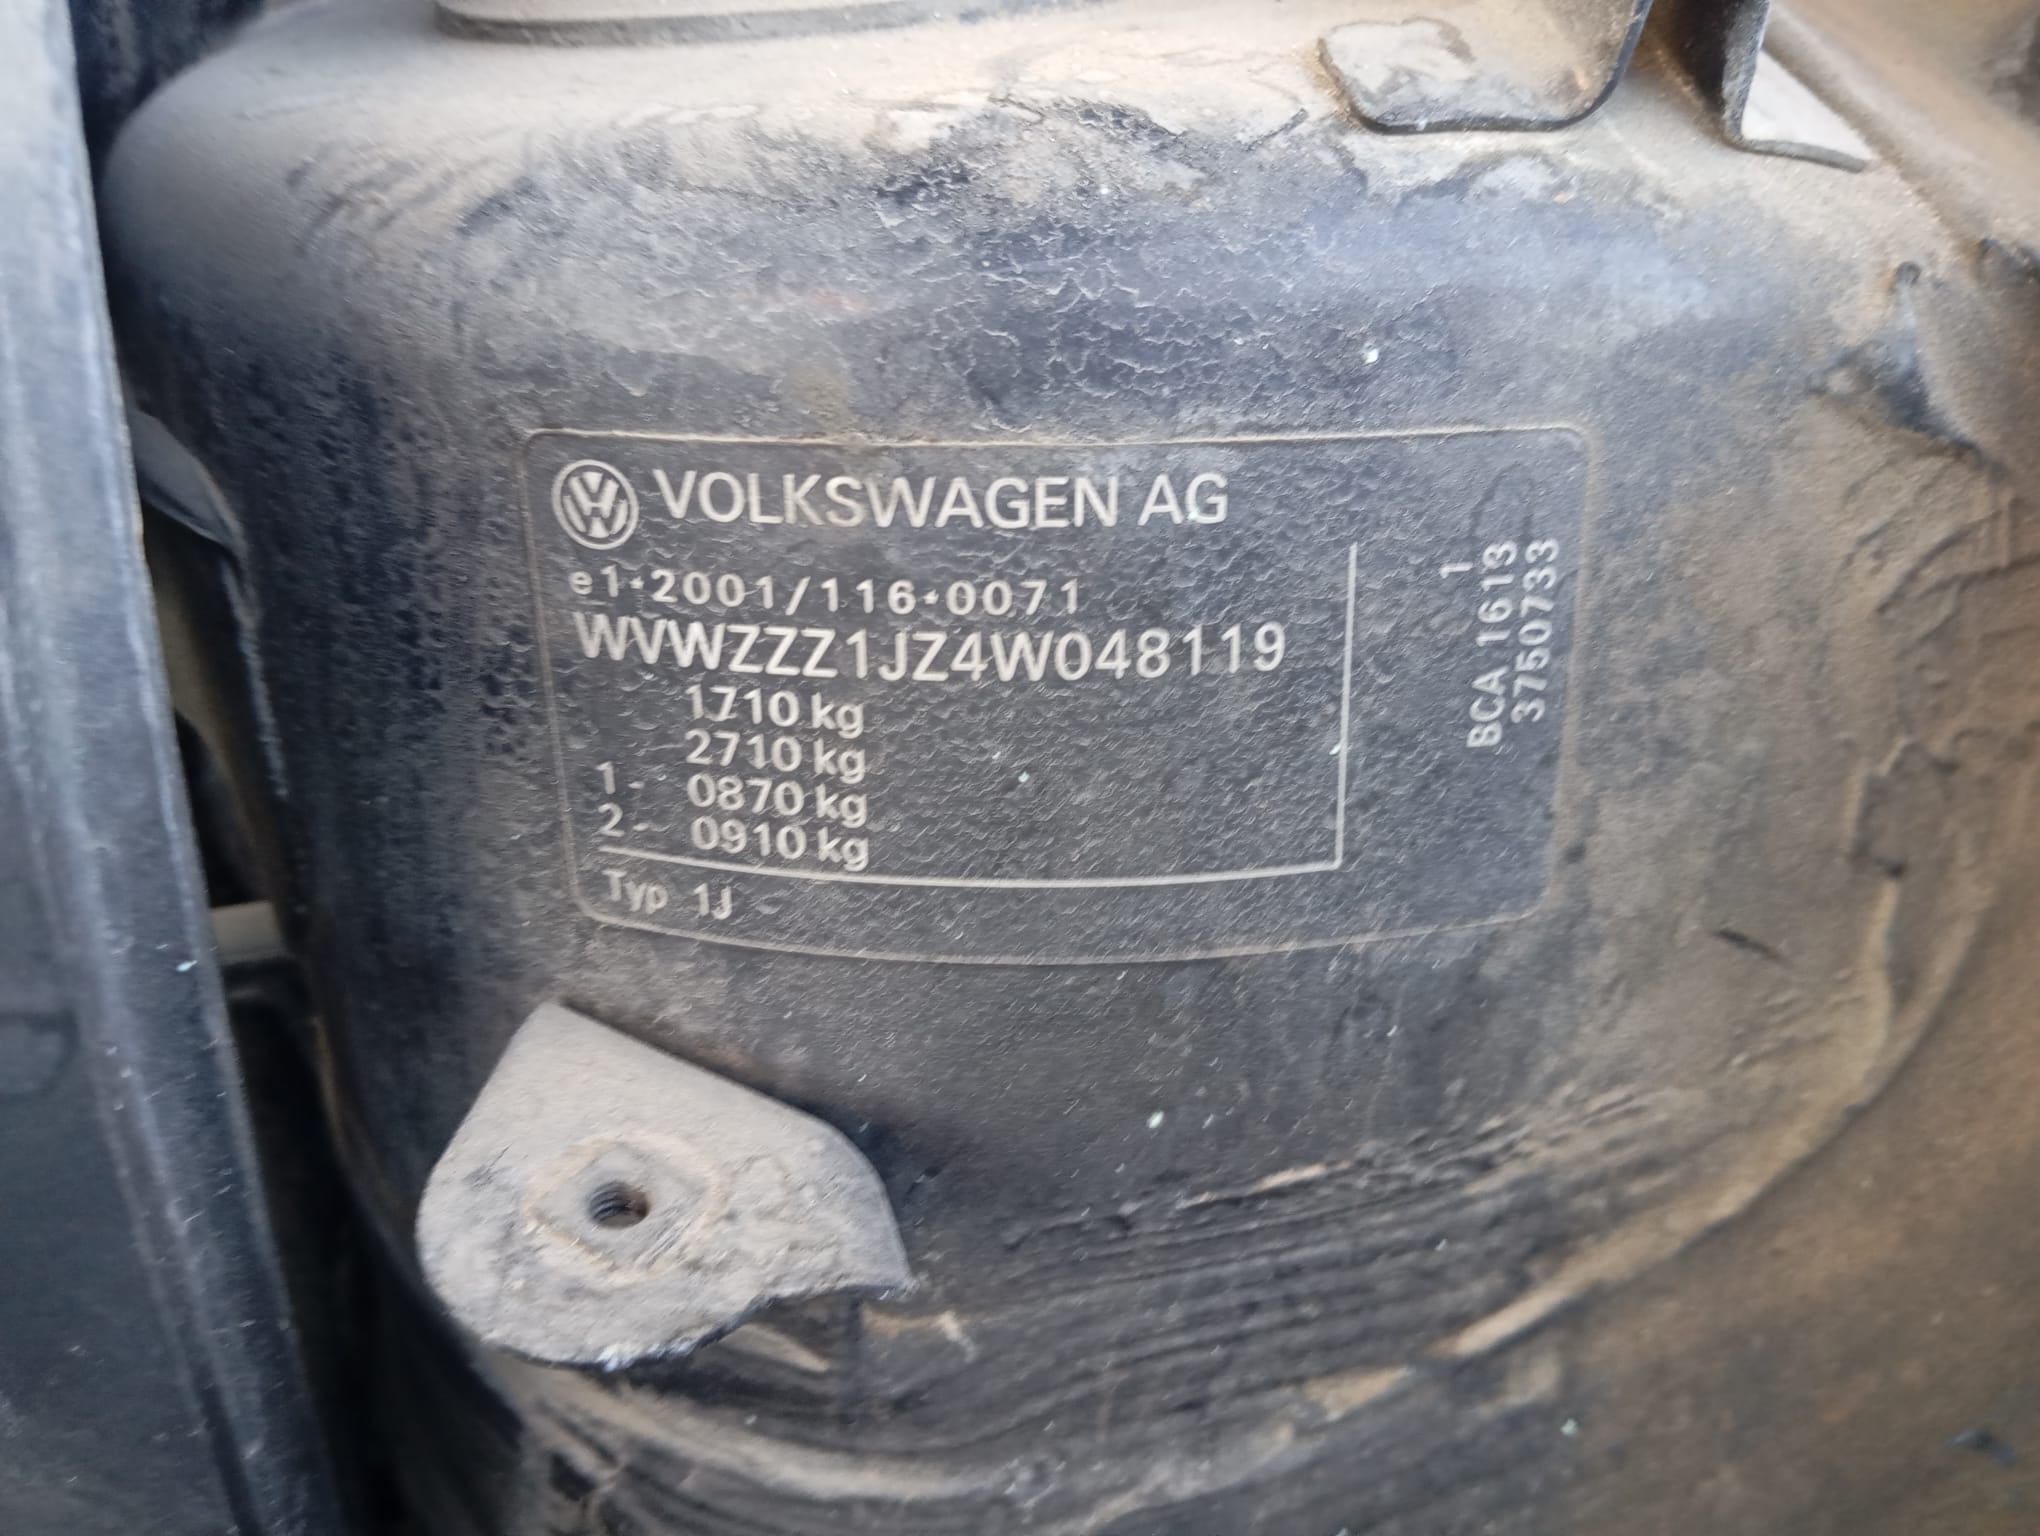 VOLKSWAGEN AG
e1*2001/116*0071
WVWZZZ1JZ4W048119
1710 kg
2710 kg
1- 0870 kg
2- 0910 kg
Typ 1J
1
BCA 1613
3750733